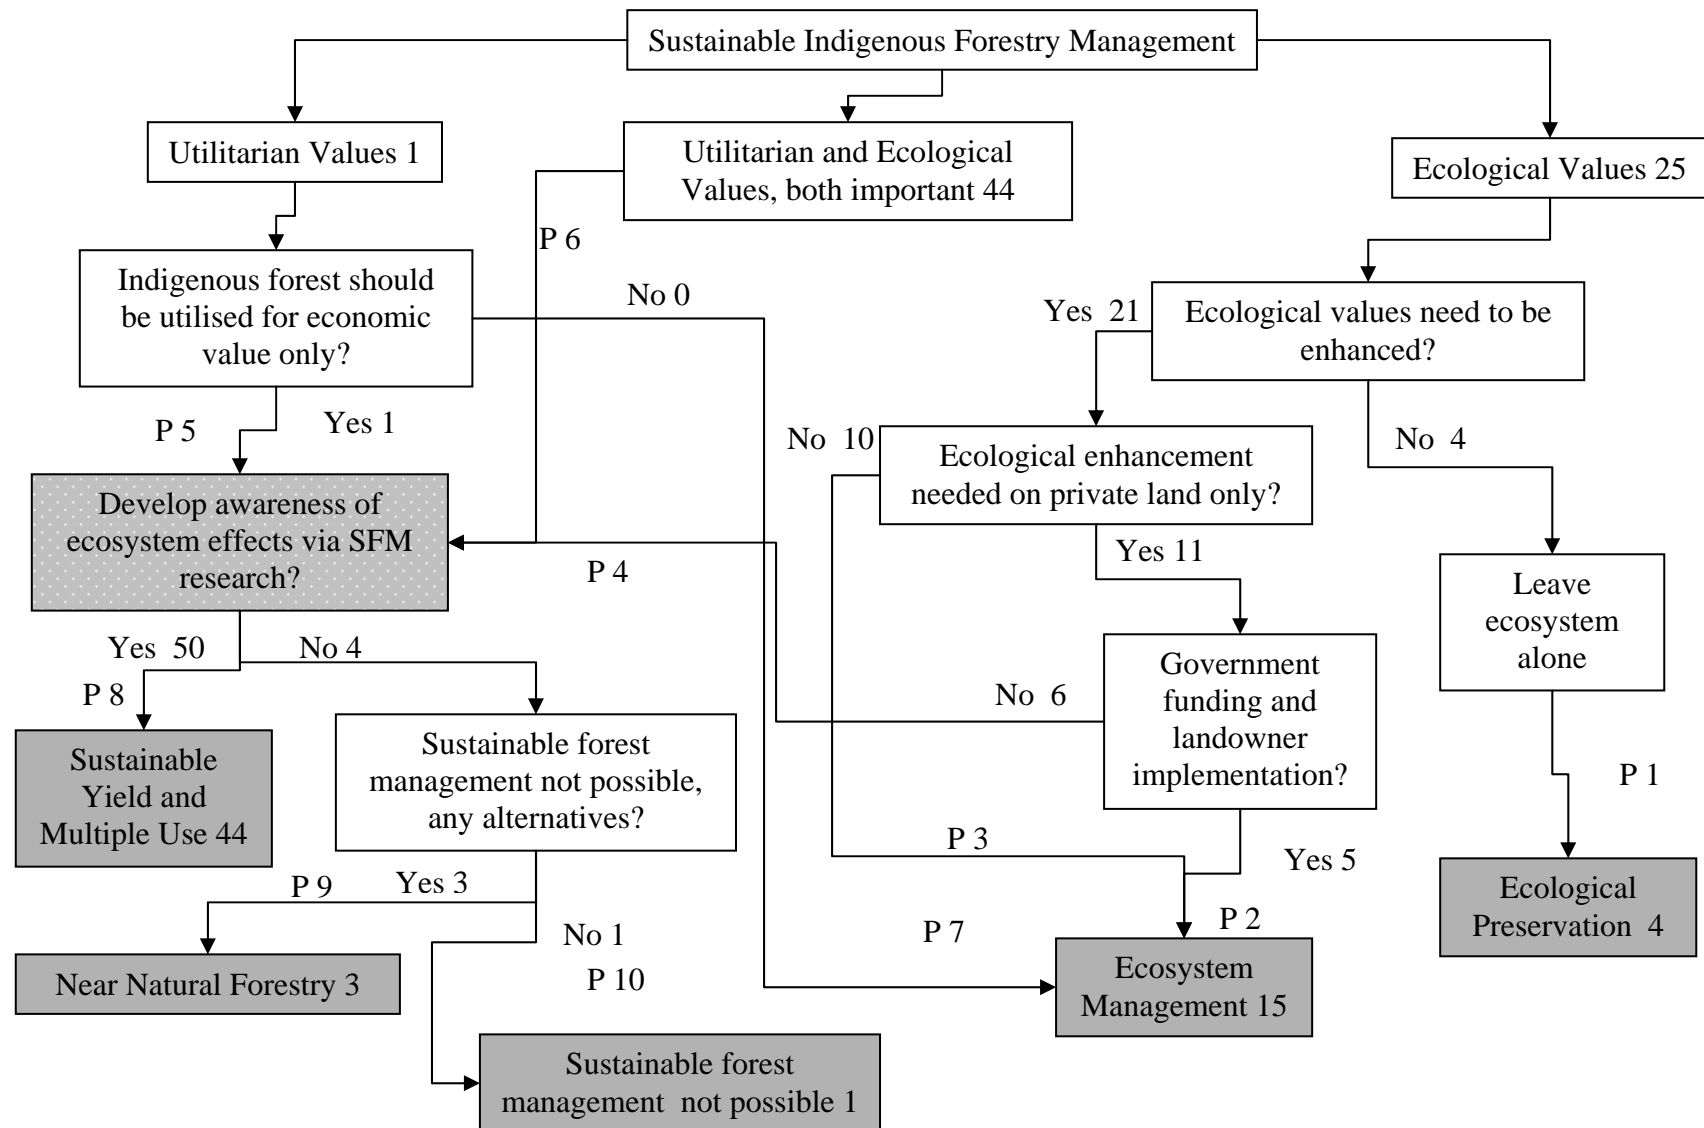 Sustainable Indigenous Forestry Management
Utilitarian Values 1
Utilitarian and Ecological
Values, both important 44
Ecological Values 25
P 6
Indigenous forest should
be utilised for economic
value only?
No 0
Yes 21
Ecological values need to be
enhanced?
P 5
Yes 1
No 10
Ecological enhancement
needed on private land only?
No 4
Develop awareness of
ecosystem effects via SFM
research?
P 4
Yes 11
Leave
ecosystem
alone
Yes 50
No 4
P 8
No 6
Government
funding and
landowner
implementation?
Sustainable
Yield and
Multiple Use 44
Sustainable forest
management not possible,
any alternatives?
P 1
P 3
Yes 5
P 9
Yes 3
Ecological
Preservation 4
No 1
P 10
P 7
P 2
Near Natural Forestry 3
Ecosystem
Management 15
Sustainable forest
management not possible 1